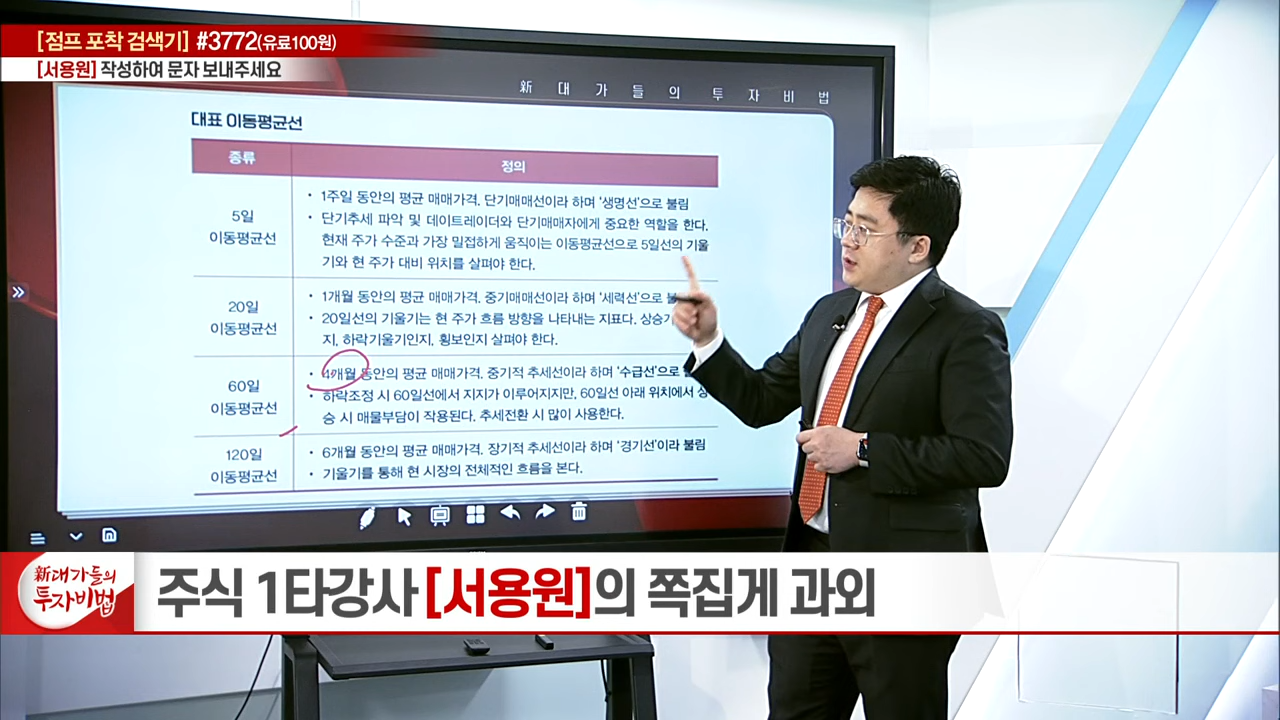 [점프 포착 검색기] #3772(유료100원)
[서용원] 작성하여 문자 보내주세요
新 대 가 들 의 투 자 비 법
대표 이동평균선
종류 정의
5일
이동평균선
• 1주일 동안의 평균 매매가격. 단기매매선이라 하며 '생명선'으로 불림
• 단기추세 파악 및 데이트레이더와 단기매매자에게 중요한 역할을 한다.
현재 주가 수준과 가장 밀접하게 움직이는 이동평균선으로 5일선의 기울
기와 현 주가 대비 위치를 살펴야 한다.
20일
이동평균선
• 1개월 동안의 평균 매매가격. 중기매매선이라 하며 '세력선'으로
• 20일선의 기울기는 현 주가 흐름 방향을 나타내는 지표다. 상승
지, 하락기울기인지, 횡보인지 살펴야 한다.
60일
이동평균선
• 동안의 평균 매매가격. 중기적 추세선이라 하며 '수급선'으로
• 하락조정 시 60일선에서 지지가 이루어지지만, 60일선 아래 위치에서 상
승 시 매물부담이 작용된다. 추세전환 시 많이 사용한다.
120일
이동평균선
• 6개월 동안의 평균 매매가격. 장기적 추세선이라 하며 '경기선'이라 불림
• 기울기를 통해 현 시장의 전체적인 흐름을 본다.
新대가들의
투자비법
주식 1타강사 [서용원]의 쪽집게 과외